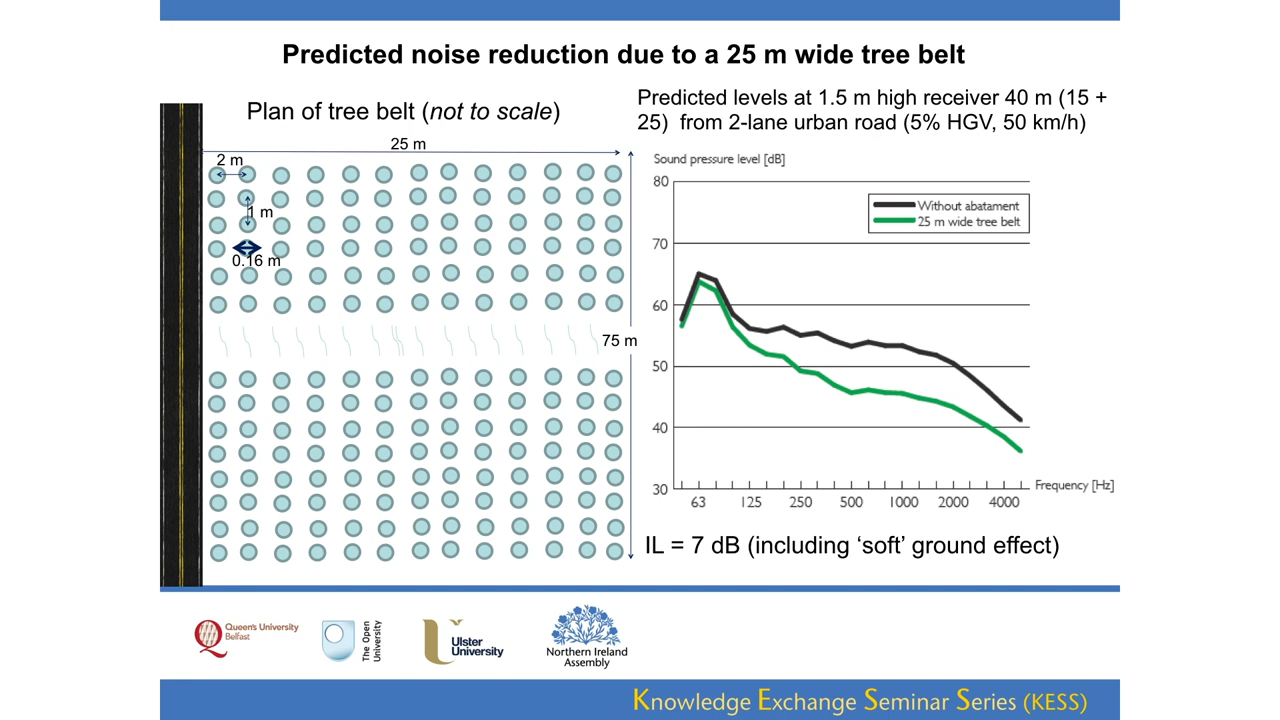 Predicted noise reduction due to a 25 m wide tree belt
Plan of tree belt (not to scale)
25 m
2 m
1 m
0.16 m
75 m
Predicted levels at 1.5 m high receiver 40 m (15 +
25) from 2-lane urban road (5% HGV, 50 km/h)
Sound pressure level [dB]
80
70
60
50
40
30
Without abatament
25 m wide tree belt
63 125 250 500 1000 2000 4000
Frequency [Hz]
IL = 7 dB (including ‘soft’ ground effect)
Queen's University
Belfast
The Open
University
Ulster
University
Northern Ireland
Assembly
Knowledge Exchange Seminar Series (KESS)